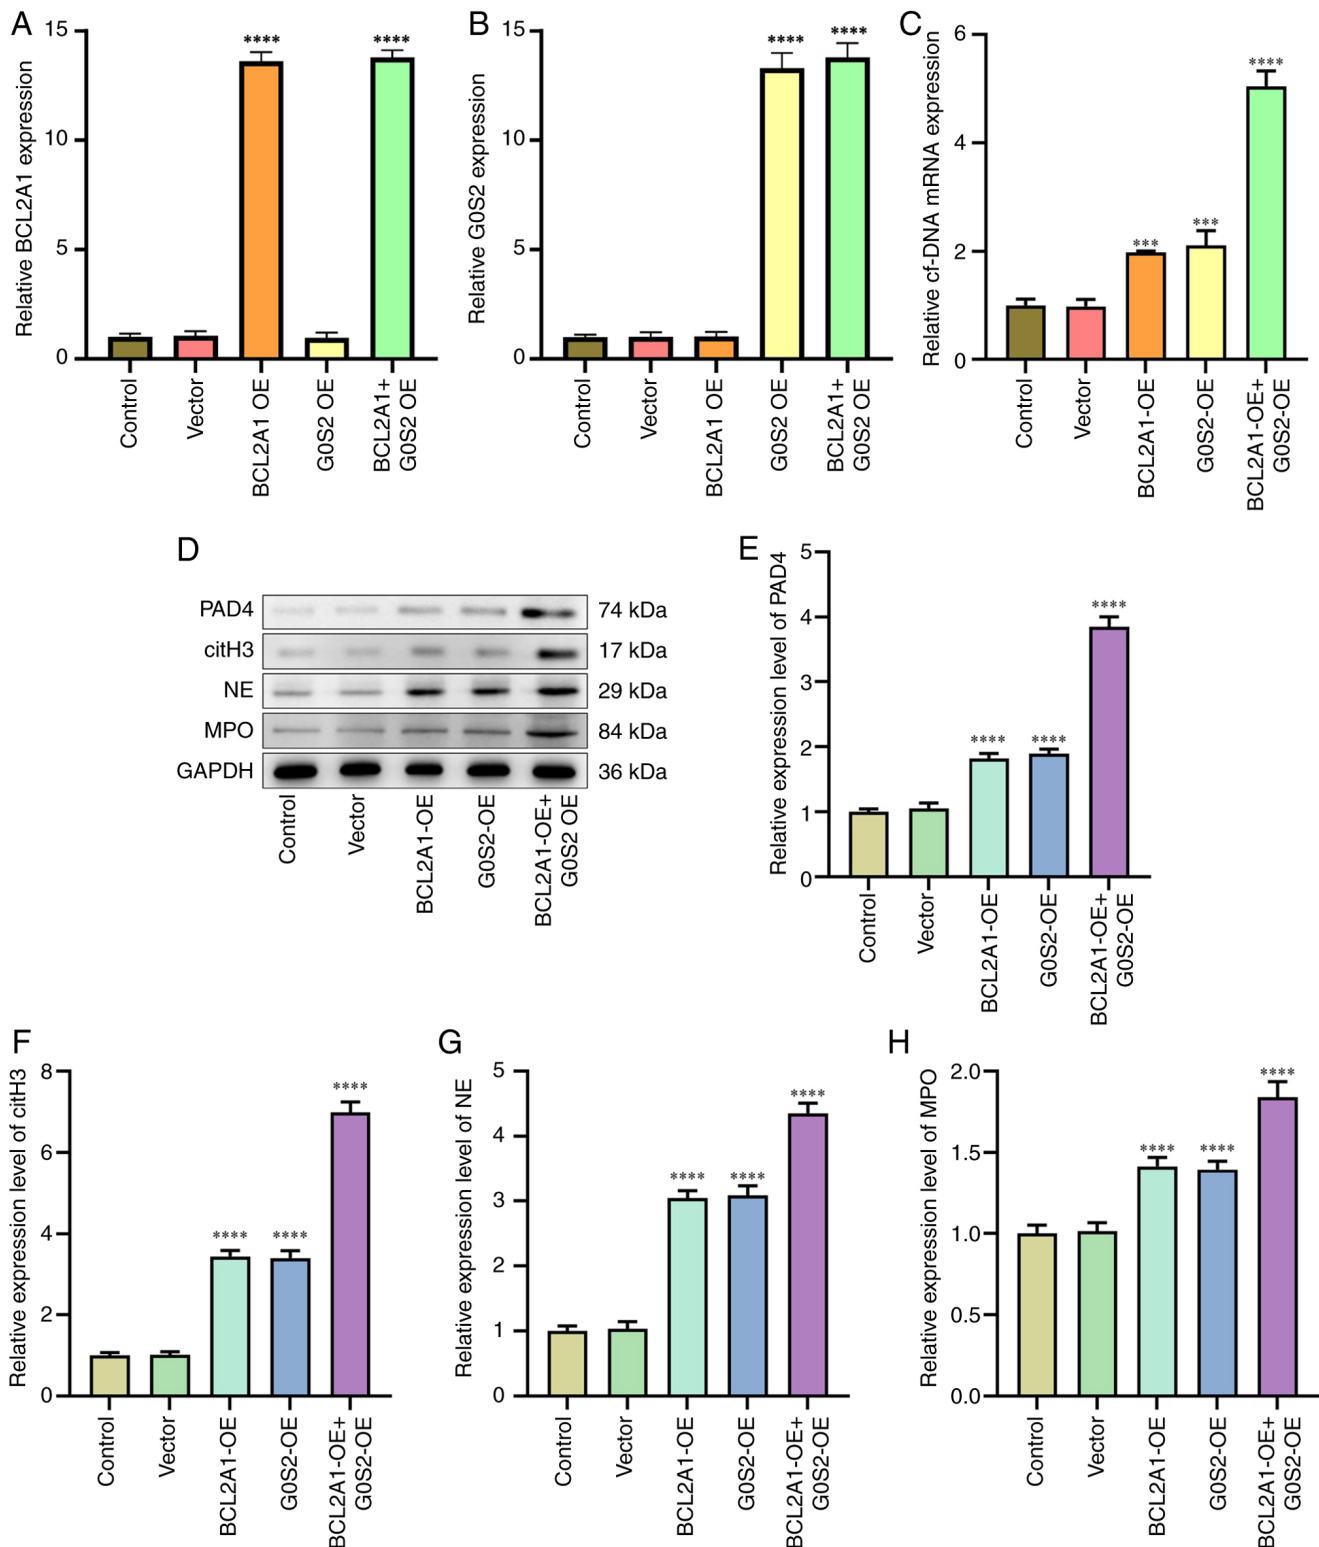 A
Relative BCL2A1 expression
15
10
5
0
****
****
Control
Vector
BCL2A1 OE
G0S2 OE
BCL2A1+
G0S2 OE
B
Relative G0S2 expression
15
10
5
0
****
****
Control
Vector
BCL2A1 OE
G0S2 OE
BCL2A1+
G0S2 OE
C
Relative cf-DNA mRNA expression
6
4
2
0
***
***
****
Control
Vector
BCL2A1-OE
G0S2-OE
BCL2A1-OE+
G0S2-OE
D
PAD4 74 kDa
citH3 17 kDa
NE 29 kDa
MPO 84 kDa
GAPDH 36 kDa
Control
Vector
BCL2A1-OE
G0S2-OE
BCL2A1-OE+
G0S2 OE
E
Relative expression level of PAD4
5
4
3
2
1
0
****
****
****
Control
Vector
BCL2A1-OE
G0S2-OE
BCL2A1-OE+
G0S2-OE
F
Relative expression level of citH3
8
6
4
2
0
****
****
****
Control
Vector
BCL2A1-OE
G0S2-OE
BCL2A1-OE+
G0S2-OE
G
Relative expression level of NE
5
4
3
2
1
0
****
****
****
Control
Vector
BCL2A1-OE
G0S2-OE
BCL2A1-OE+
G0S2-OE
H
Relative expression level of MPO
2.0
1.5
1.0
0.5
0.0
****
****
****
Control
Vector
BCL2A1-OE
G0S2-OE
BCL2A1-OE+
G0S2-OE